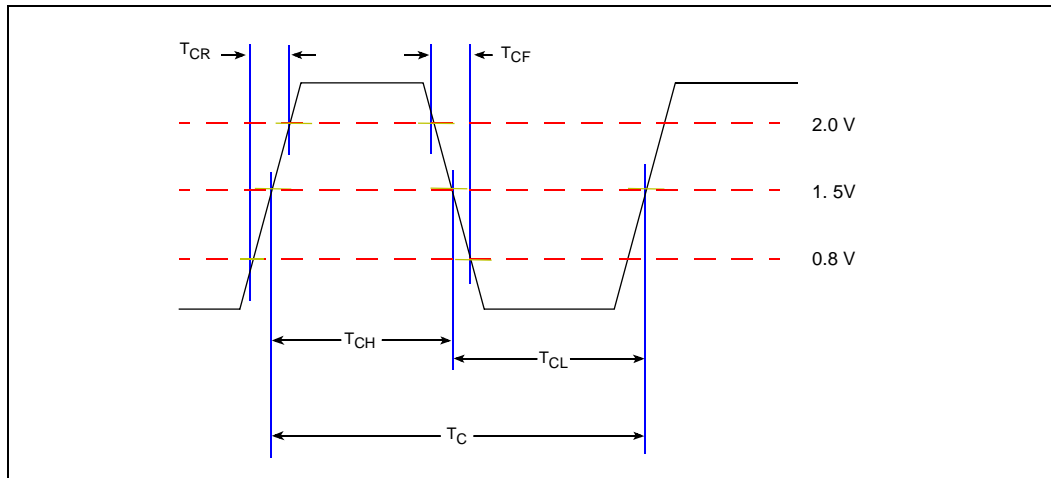 TCR
TCF
2.0 V
1. 5V
0.8 V
TCH
TCL
TC